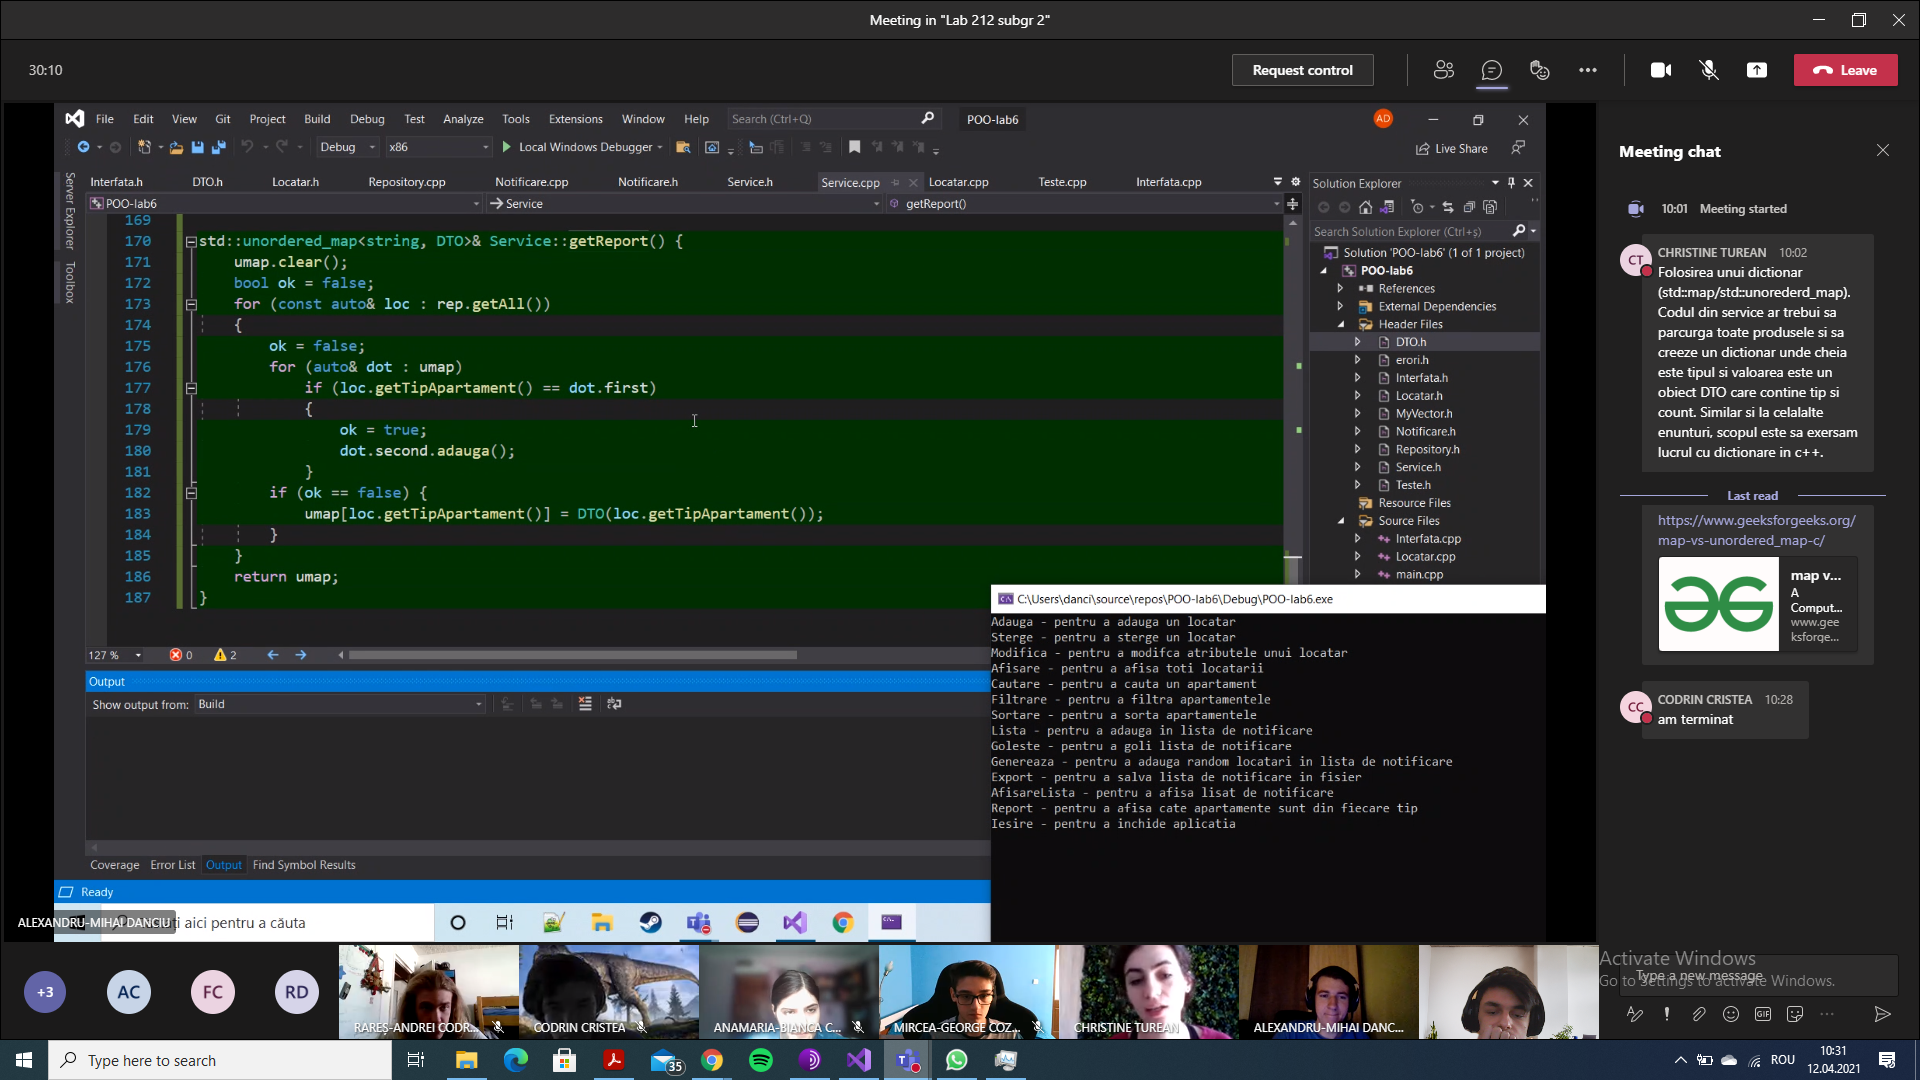 Meeting in "Lab 212 subgr 2"
30:10
Request control
Leave
File Edit View Git Project Build Debug Test Analyze Tools Extensions Window Help Search (Ctrl+Q) POO-lab6 AD
Debug x86 Local Windows Debugger Live Share
Server Explorer
Toolbox
Interfata.h DTO.h Locatar.h Repository.cpp Notificare.cpp Notificare.h Service.h Service.cpp Locatar.cpp Teste.cpp Interfata.cpp
POO-lab6 Service getReport()
169
170 std::unordered_map<string, DTO>& Service::getReport() {
171 umap.clear();
172 bool ok = false;
173 for (const auto& loc : rep.getAll())
174 {
175 ok = false;
176 for (auto& dot : umap)
177 if (loc.getTipApartament() == dot.first)
178 {
179 ok = true;
180 dot.second.adauga();
181 }
182 if (ok == false) {
183 umap[loc.getTipApartament()] = DTO(loc.getTipApartament());
184 }
185 }
186 return umap;
187 }
127 % 0 2
Output
Show output from: Build
Coverage Error List Output Find Symbol Results
Ready
Solution Explorer
Search Solution Explorer (Ctrl+ș)
Solution 'POO-lab6' (1 of 1 project)
POO-lab6
References
External Dependencies
Header Files
DTO.h
erori.h
Interfata.h
Locatar.h
MyVector.h
Notificare.h
Repository.h
Service.h
Teste.h
Resource Files
Source Files
Interfata.cpp
Locatar.cpp
main.cpp
C:\Users\danci\source\repos\POO-lab6\Debug\POO-lab6.exe
Adauga - pentru a adauga un locatar
Sterge - pentru a sterge un locatar
Modifica - pentru a modifca atributele unui locatar
Afisare - pentru a afisa toti locatarii
Cautare - pentru a cauta un apartament
Filtrare - pentru a filtra apartamentele
Sortare - pentru a sorta apartamentele
Lista - pentru a adauga in lista de notificare
Goleste - pentru a goli lista de notificare
Genereaza - pentru a adauga random locatari in lista de notificare
Export - pentru a salva lista de notificare in fisier
AfisareLista - pentru a afisa lisat de notificare
Report - pentru a afisa cate apartamente sunt din fiecare tip
Iesire - pentru a inchide aplicatia
ALEXANDRU-MIHAI DANCIU
aici pentru a căuta
Meeting chat
10:01 Meeting started
CT CHRISTINE TUREAN 10:02
Folosirea unui dictionar
(std::map/std::unorederd_map).
Codul din service ar trebui sa
parcurga toate produsele si sa
creeze un dictionar unde cheia
este tipul si valoarea este un
obiect DTO care contine tip si
count. Similar si la celalalte
enunturi, scopul este sa exersam
lucrul cu dictionare in c++.
Last read
https://www.geeksforgeeks.org/
map-vs-unordered_map-c/
map v...
A
Comput...
www.gee
ksforge...
CC CODRIN CRISTEA 10:28
am terminat
Activate Windows
Go to Settings to activate Windows.
Type a new message
+3 AC FC RD
RAREȘ-ANDREI CODR...
CODRIN CRISTEA
ANAMARIA-BIANCA C...
MIRCEA-GEORGE COZ...
CHRISTINE TUREAN
ALEXANDRU-MIHAI DANC...
Type here to search
35
ROU
10:31
12.04.2021